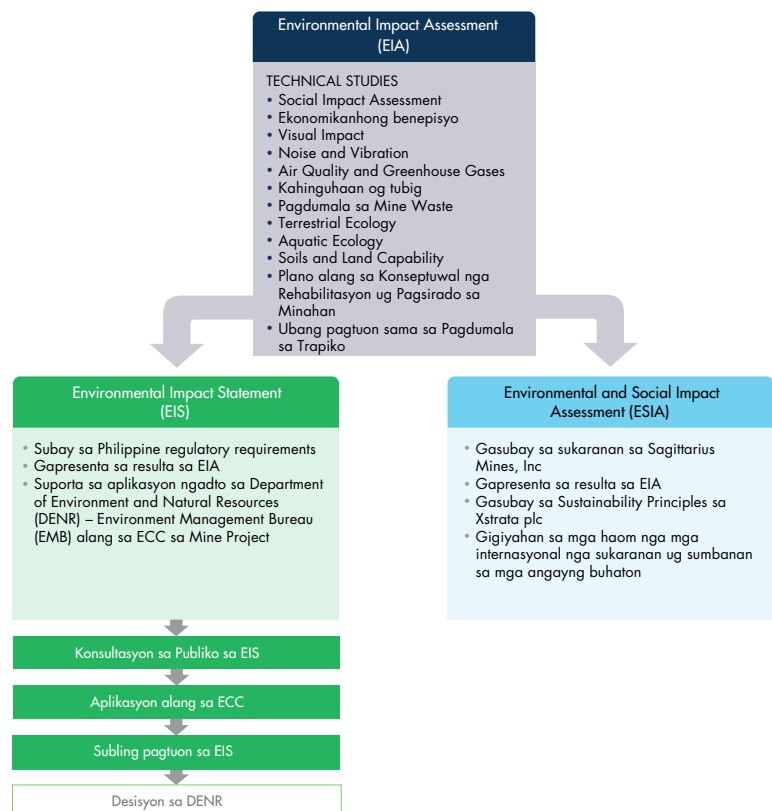 Environmental Impact Assessment
(EIA)
TECHNICAL STUDIES
• Social Impact Assessment
• Ekonomikanhong benepisyo
• Visual Impact
• Noise and Vibration
• Air Quality and Greenhouse Gases
• Kahinguhaan og tubig
• Pagdumala sa Mine Waste
• Terrestrial Ecology
• Aquatic Ecology
• Soils and Land Capability
• Plano alang sa Konseptuwal nga
Rehabilitasyon ug Pagsirado sa
Minahan
• Ubang pagtuon sama sa Pagdumala
sa Trapiko
Environmental Impact Statement
(EIS)
• Subay sa Philippine regulatory requirements
• Gapresenta sa resulta sa EIA
• Suporta sa aplikasyon ngadto sa Department
of Environment and Natural Resources
(DENR) – Environment Management Bureau
(EMB) alang sa ECC sa Mine Project
Konsultasyon sa Publiko sa EIS
Aplikasyon alang sa ECC
Subling pagtuon sa EIS
Desisyon sa DENR
Environmental and Social Impact
Assessment (ESIA)
• Gasubay sa sukaranan sa Sagittarius
Mines, Inc
• Gapresenta sa resulta sa EIA
• Gasubay sa Sustainability Principles sa
Xstrata plc
• Gigiyahan sa mga haom nga mga
internasyonal nga sukaranan ug sumbanan
sa mga angayng buhaton